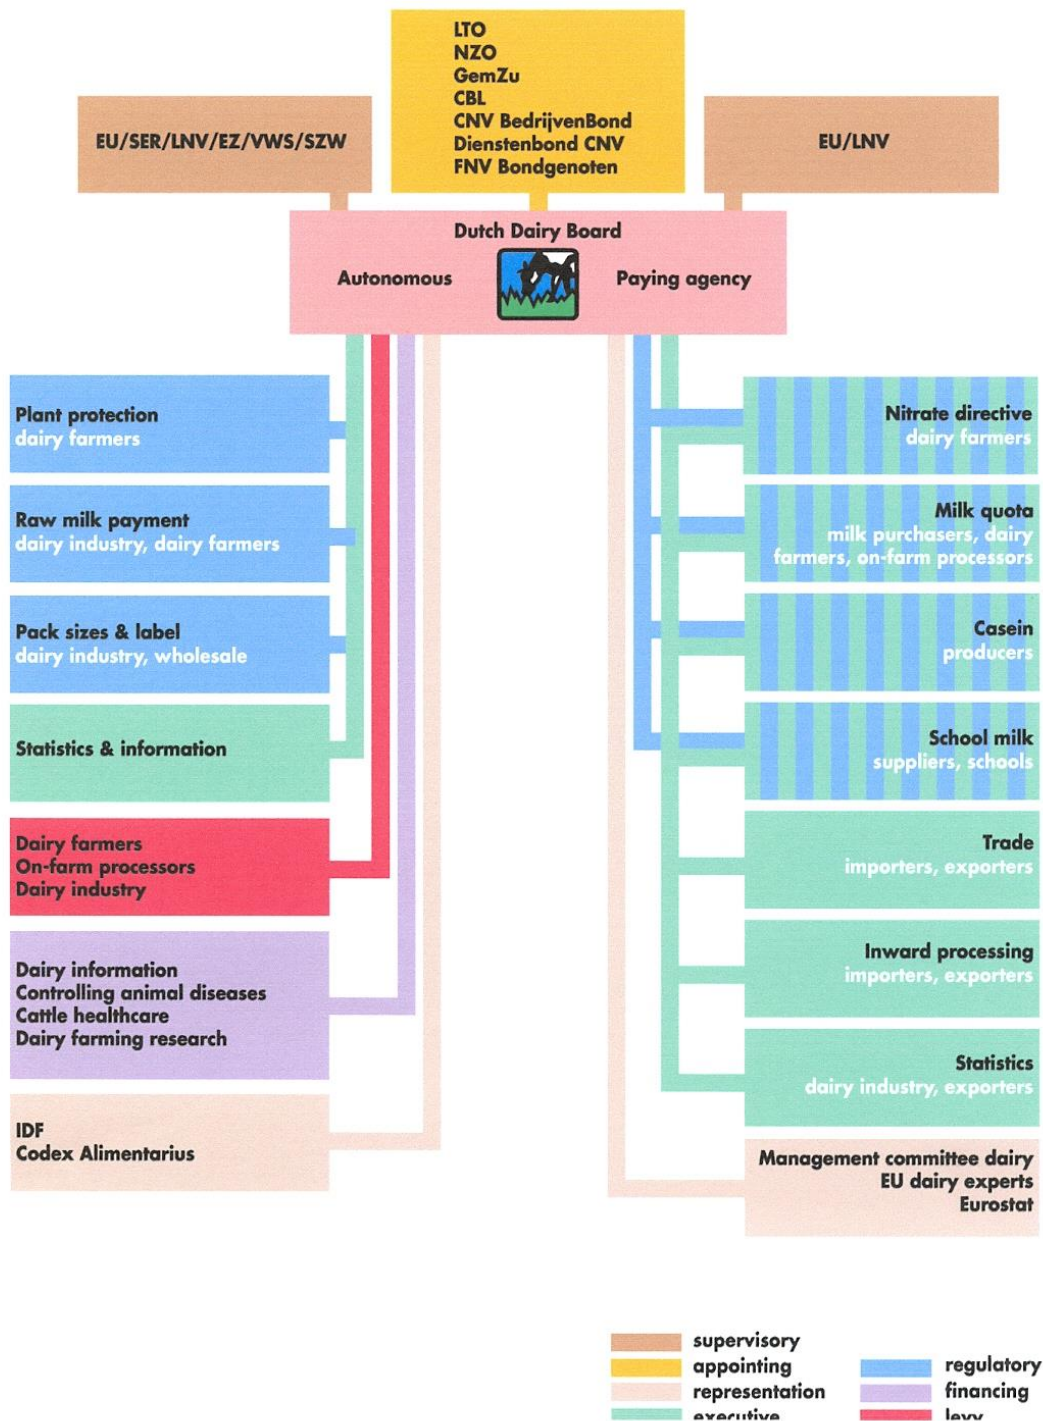 LTO
NZO
GemZu
CBL
CNV BedrijvenBond
Dienstenbond CNV
FNV Bondgenoten
EU/SER/LNV/EZ/VWS/SZW
EU/LNV
Dutch Dairy Board
Autonomous
Paying agency
Plant protection
dairy farmers
Raw milk payment
dairy industry, dairy farmers
Pack sizes & label
dairy industry, wholesale
Statistics & information
Dairy farmers
On-farm processors
Dairy industry
Dairy information
Controlling animal diseases
Cattle healthcare
Dairy farming research
IDF
Codex Alimentarius
Nitrate directive
dairy farmers
Milk quota
milk purchasers, dairy
farmers, on-farm processors
Casein
producers
School milk
suppliers, schools
Trade
importers, exporters
Inward processing
importers, exporters
Statistics
dairy industry, exporters
Management committee dairy
EU dairy experts
Eurostat
supervisory
appointing
representation
executive
regulatory
financing
levy